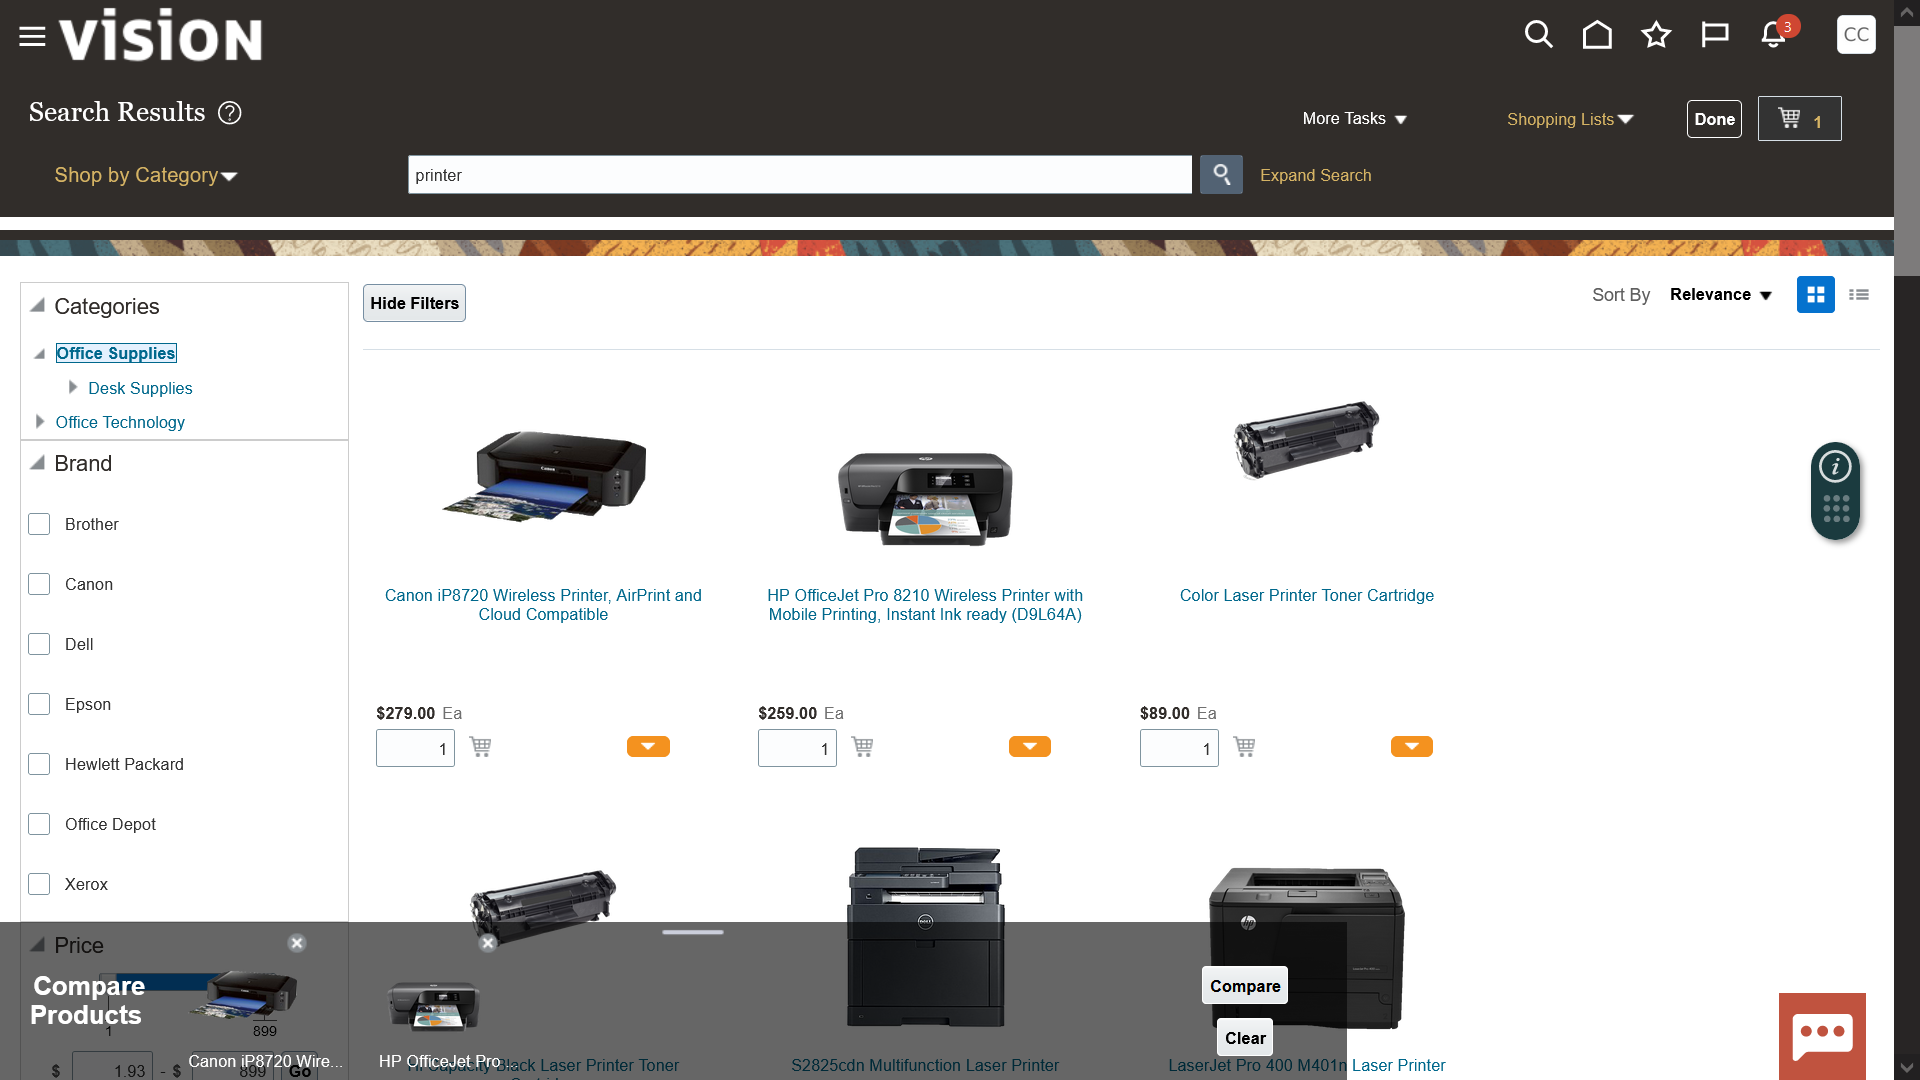 VISION
3
CC
Search Results ?
More Tasks
Shopping Lists
Done
1
Shop by Category
printer
Expand Search
Categories
Office Supplies
Desk Supplies
Office Technology
Hide Filters
Sort By
Relevance
Brand
Brother
Canon
Dell
Epson
Hewlett Packard
Office Depot
Xerox
Canon iP8720 Wireless Printer, AirPrint and
Cloud Compatible
$279.00 Ea
1
HP OfficeJet Pro 8210 Wireless Printer with
Mobile Printing, Instant Ink ready (D9L64A)
$259.00 Ea
1
Color Laser Printer Toner Cartridge
$89.00 Ea
1
i
Price
Compare
Products
1
899
$ 1.93 - $ 899 Go
Canon iP8720 Wire...
HP OfficeJet Pro...
Black Laser Printer Toner
S2825cdn Multifunction Laser Printer
LaserJet Pro 400 M401n Laser Printer
Compare
Clear